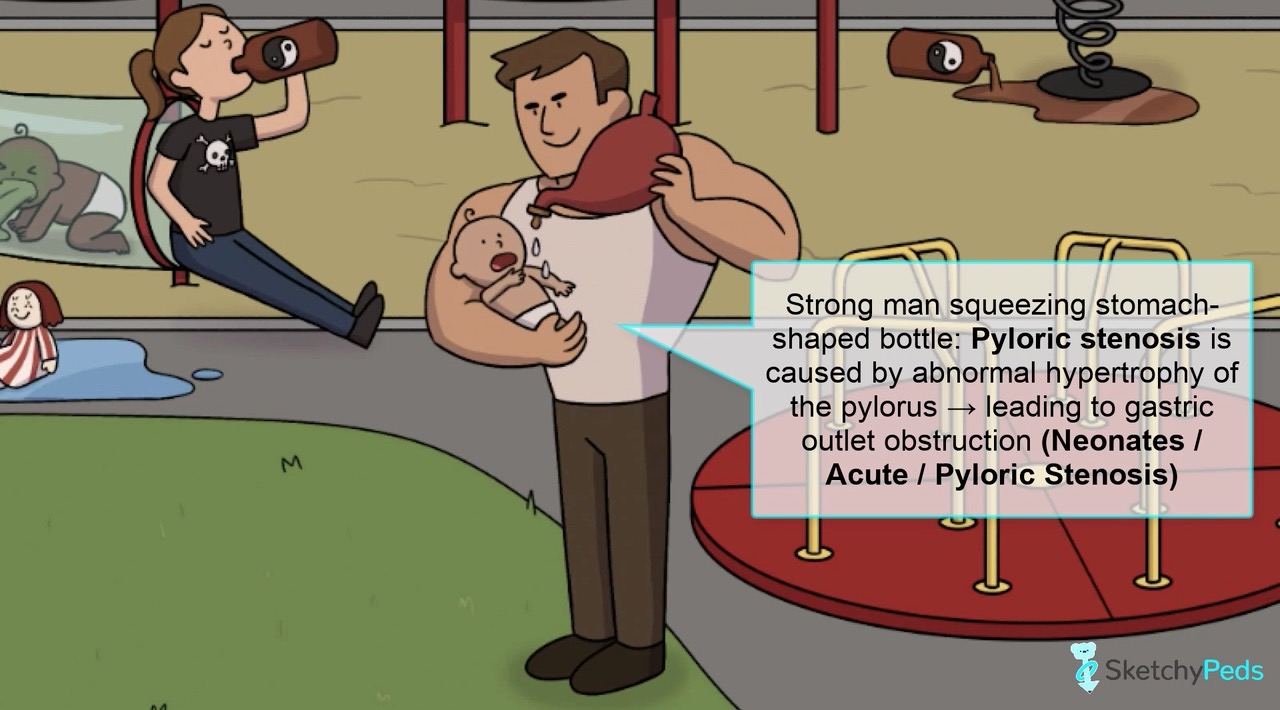 Strong man squeezing stomach-
shaped bottle: Pyloric stenosis is
caused by abnormal hypertrophy of
the pylorus → leading to gastric
outlet obstruction (Neonates /
Acute / Pyloric Stenosis)
SketchyPeds